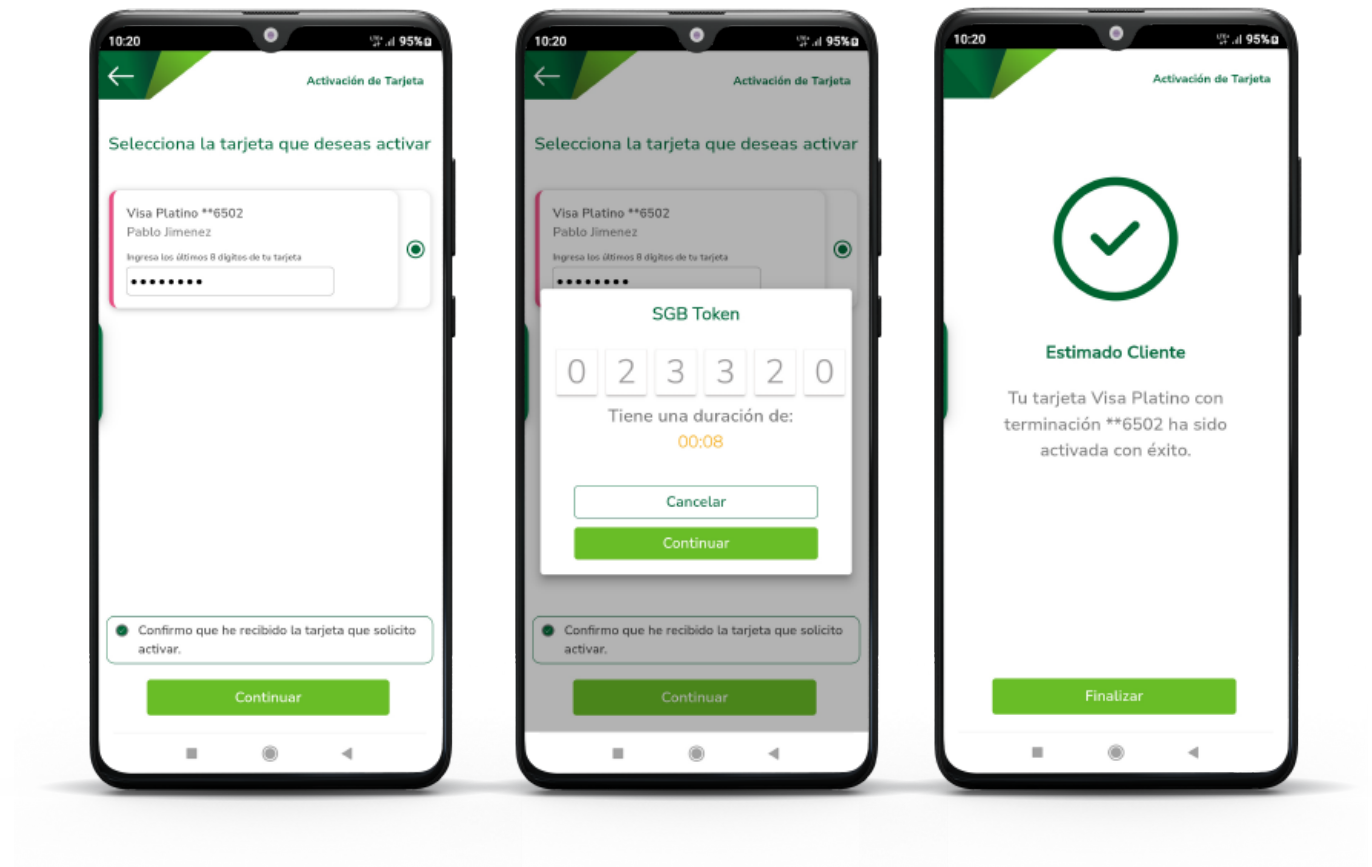 10:20
95%
Activación de Tarjeta
Selecciona la tarjeta que deseas activar
Visa Platino **6502
Pablo Jimenez
Ingresa los últimos 8 dígitos de tu tarjeta
••••••••
Confirmo que he recibido la tarjeta que solicito
activar.
Continuar
10:20
95%
Activación de Tarjeta
Selecciona la tarjeta que deseas activar
Visa Platino **6502
Pablo Jimenez
Ingresa los últimos 8 dígitos de tu tarjeta
••••••••
SGB Token
0 2 3 3 2 0
Tiene una duración de:
00:08
Cancelar
Continuar
Confirmo que he recibido la tarjeta que solicito
activar.
Continuar
10:20
95%
Activación de Tarjeta
Estimado Cliente
Tu tarjeta Visa Platino con
terminación **6502 ha sido
activada con éxito.
Finalizar